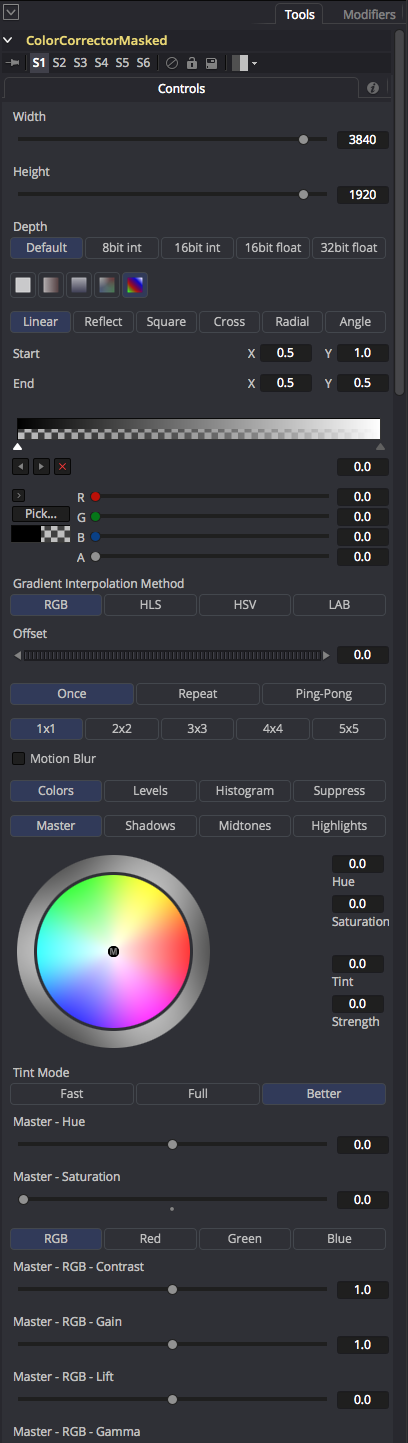 Tools Modifiers
ColorCorrectorMasked
S1 S2 S3 S4 S5 S6
Controls
Width
3840
Height
1920
Depth
Default 8bit int 16bit int 16bit float 32bit float
Linear Reflect Square Cross Radial Angle
Start X 0.5 Y 1.0
End X 0.5 Y 0.5
0.0
R 0.0
Pick... G 0.0
B 0.0
A 0.0
Gradient Interpolation Method
RGB HLS HSV LAB
Offset
0.0
Once Repeat Ping-Pong
1x1 2x2 3x3 4x4 5x5
Motion Blur
Colors Levels Histogram Suppress
Master Shadows Midtones Highlights
0.0
Hue
0.0
Saturation
M
0.0
Tint
0.0
Strength
Tint Mode
Fast Full Better
Master - Hue
0.0
Master - Saturation
0.0
RGB Red Green Blue
Master - RGB - Contrast
1.0
Master - RGB - Gain
1.0
Master - RGB - Lift
0.0
Master - RGB - Gamma